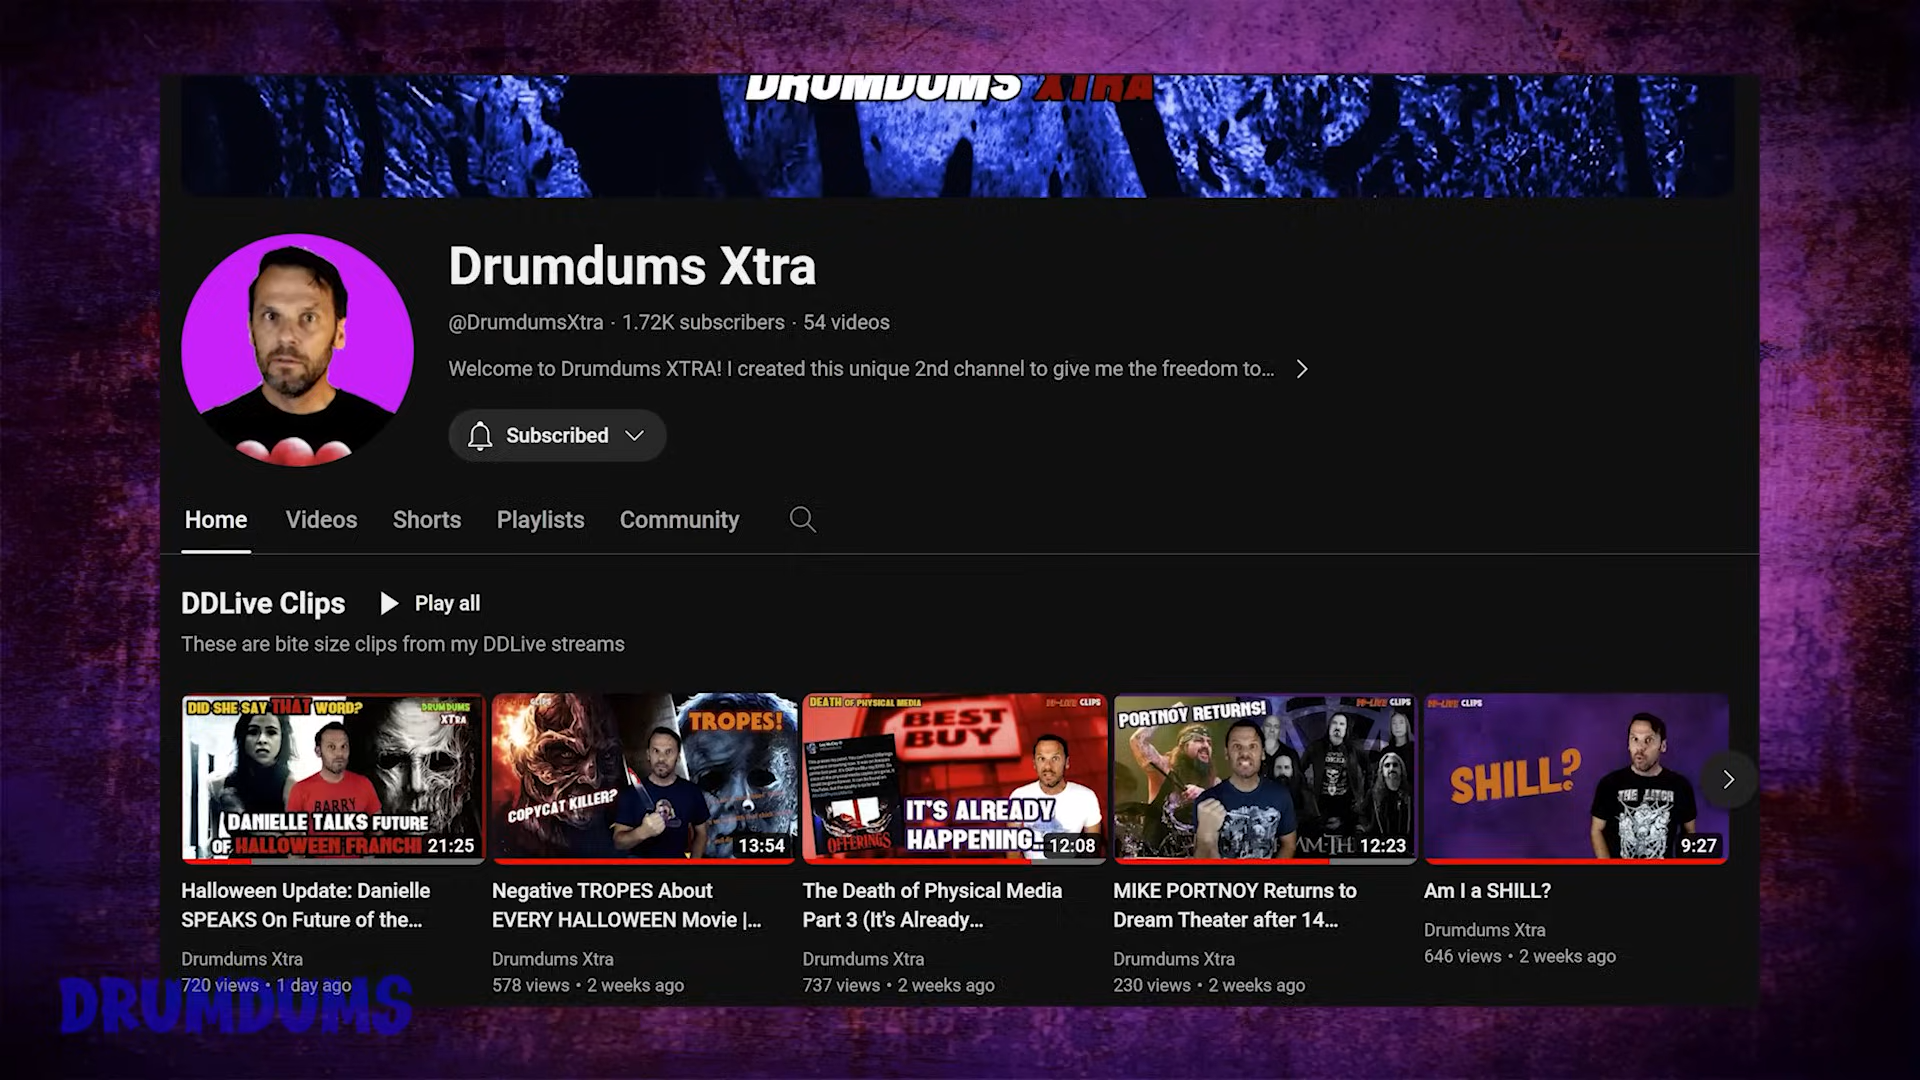 DRUMDUMS XTRA
Drumdums Xtra
@DrumdumsXtra · 1.72K subscribers · 54 videos
Welcome to Drumdums XTRA! I created this unique 2nd channel to give me the freedom to...
Subscribed
Home Videos Shorts Playlists Community
DDLive Clips Play all
These are bite size clips from my DDLive streams
DID SHE SAY THAT WORD?
DRUMDUMS
XTRA
BARRY
DANIELLE TALKS FUTURE
OF HALLOWEEN FRANCHI
21:25
CLIPS
TROPES!
COPYCAT KILLER?
13:54
DEATH OF PHYSICAL MEDIA
DD-LIVE CLIPS
BEST
BUY
IT'S ALREADY
HAPPENING..
OFFERINGS
12:08
PORTNOY RETURNS!
DD-LIVE CLIPS
AM-TH
12:23
DD-LIVE CLIPS
SHILL?
9:27
Halloween Update: Danielle
SPEAKS On Future of the...
Drumdums Xtra
720 views • 1 day ago
Negative TROPES About
EVERY HALLOWEEN Movie |...
Drumdums Xtra
578 views • 2 weeks ago
The Death of Physical Media
Part 3 (It's Already...
Drumdums Xtra
737 views • 2 weeks ago
MIKE PORTNOY Returns to
Dream Theater after 14...
Drumdums Xtra
230 views • 2 weeks ago
Am I a SHILL?
Drumdums Xtra
646 views • 2 weeks ago
DRUMDUMS